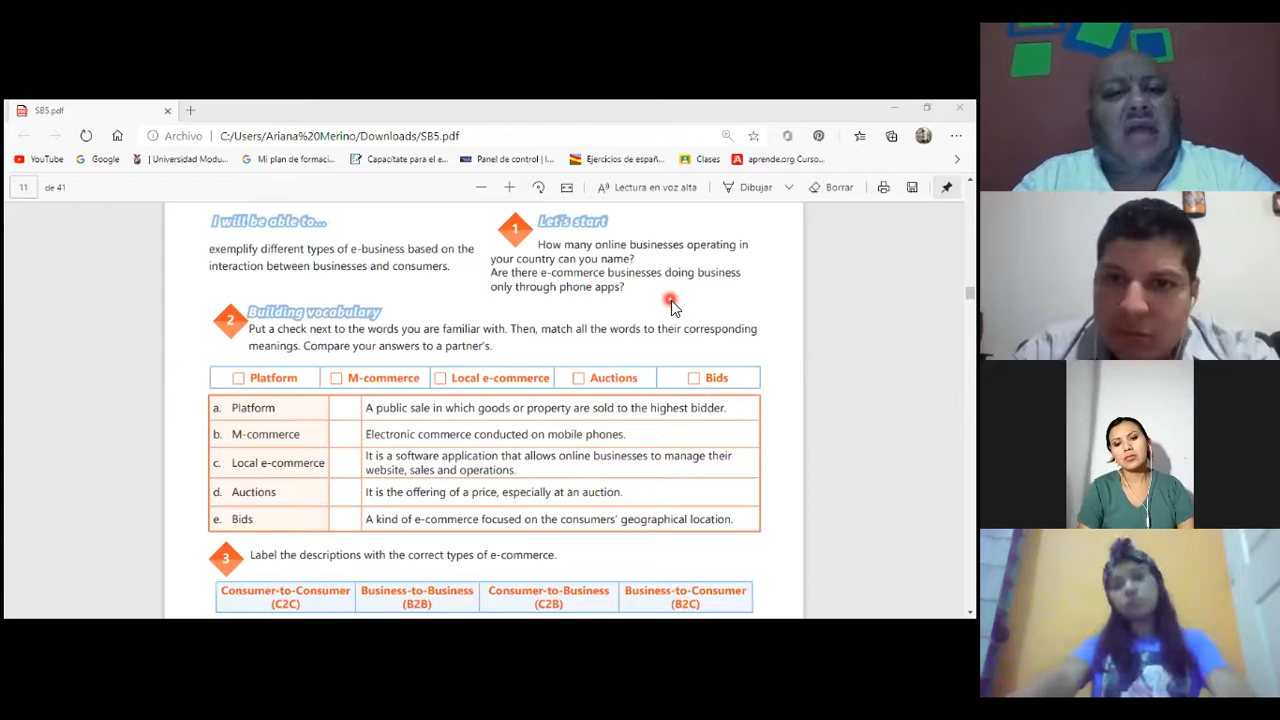 SB5.pdf
Archivo
C:/Users/Ariana%20Merino/Downloads/SB5.pdf
YouTube
Google
| Universidad Modu...
Mi plan de formaci...
Capacítate para el e...
Panel de control | I...
Ejercicios de españ...
Clases
aprende.org Curso...
11
de 41
Lectura en voz alta
Dibujar
Borrar
I will be able to...
exemplify different types of e-business based on the
interaction between businesses and consumers.
1
Let's start
How many online businesses operating in
your country can you name?
Are there e-commerce businesses doing business
only through phone apps?
2
Building vocabulary
Put a check next to the words you are familiar with. Then, match all the words to their corresponding
meanings. Compare your answers to a partner's.
Platform
M-commerce
Local e-commerce
Auctions
Bids
a. Platform
A public sale in which goods or property are sold to the highest bidder.
b. M-commerce
Electronic commerce conducted on mobile phones.
c. Local e-commerce
It is a software application that allows online businesses to manage their
website, sales and operations.
d. Auctions
It is the offering of a price, especially at an auction.
e. Bids
A kind of e-commerce focused on the consumers' geographical location.
3
Label the descriptions with the correct types of e-commerce.
Consumer-to-Consumer
(C2C)
Business-to-Business
(B2B)
Consumer-to-Business
(C2B)
Business-to-Consumer
(B2C)